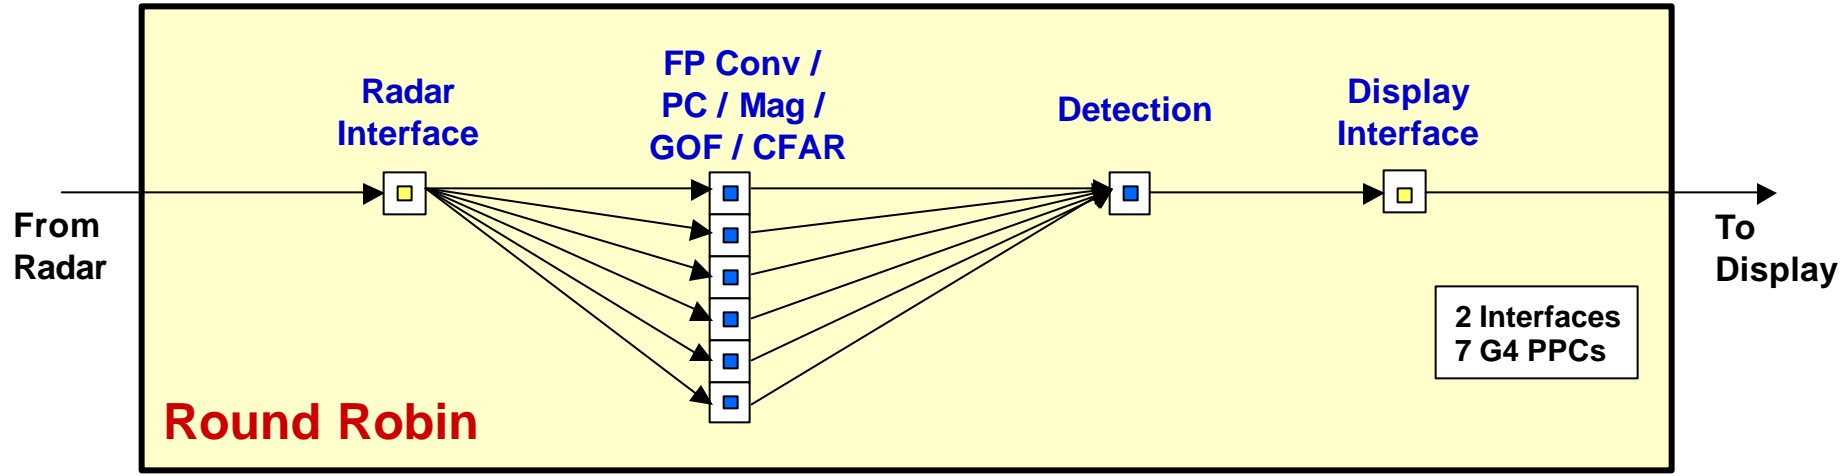 Radar
Interface
FP Conv /
PC / Mag /
GOF / CFAR
Detection
Display
Interface
From
Radar
To
Display
2 Interfaces
7 G4 PPCs
Round Robin